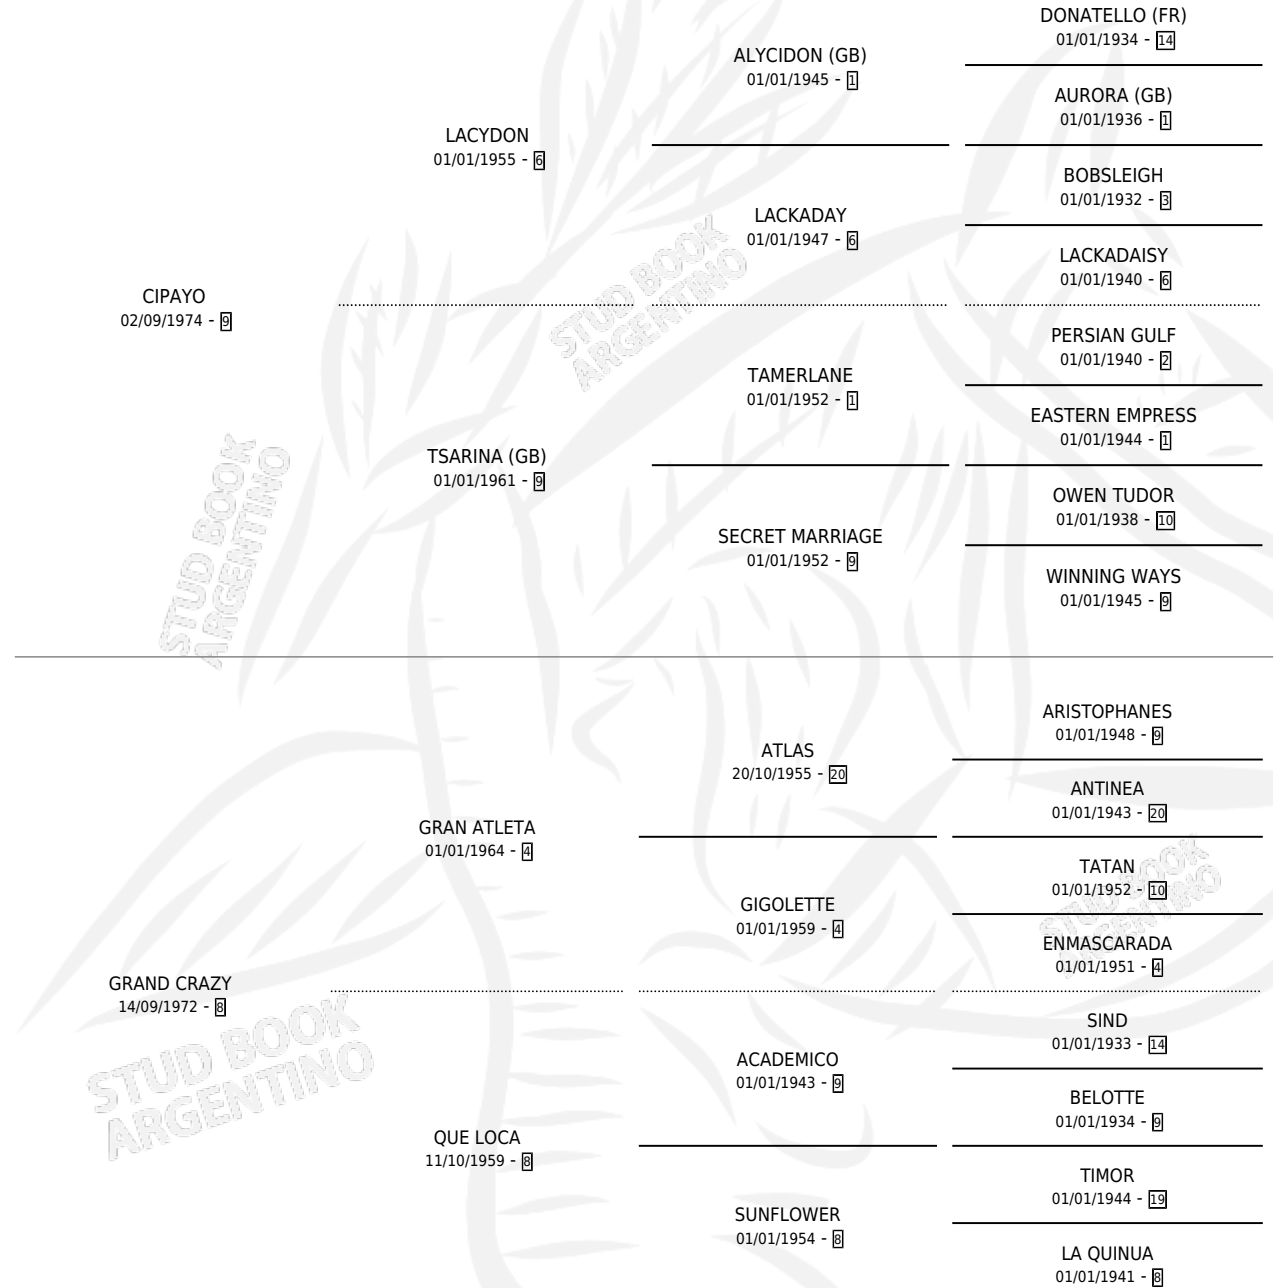 DONATELLO (FR)
01/01/1934 - 14
ALYCIDON (GB)
01/01/1945 - 1
AURORA (GB)
01/01/1936 - 1
LACYDON
01/01/1955 - 6
BOBSLEIGH
01/01/1932 - 3
LACKADAY
01/01/1947 - 6
LACKADAISY
01/01/1940 - 6
CIPAYO
02/09/1974 - 9
PERSIAN GULF
01/01/1940 - 2
TAMERLANE
01/01/1952 - 1
EASTERN EMPRESS
01/01/1944 - 1
TSARINA (GB)
01/01/1961 - 9
OWEN TUDOR
01/01/1938 - 10
SECRET MARRIAGE
01/01/1952 - 9
WINNING WAYS
01/01/1945 - 9
STUD BOOK
ARGENTINO
STUD BOOK
ARGENTINO
ARISTOPHANES
01/01/1948 - 9
ATLAS
20/10/1955 - 20
ANTINEA
01/01/1943 - 20
GRAN ATLETA
01/01/1964 - 4
TATAN
01/01/1952 - 10
GIGOLETTE
01/01/1959 - 4
ENMASCARADA
01/01/1951 - 4
GRAND CRAZY
14/09/1972 - 8
SIND
01/01/1933 - 14
ACADEMICO
01/01/1943 - 9
BELOTTE
01/01/1934 - 9
QUE LOCA
11/10/1959 - 8
TIMOR
01/01/1944 - 19
SUNFLOWER
01/01/1954 - 8
LA QUINUA
01/01/1941 - 8
STUD BOOK
ARGENTINO
STUD BOOK
ARGENTINO